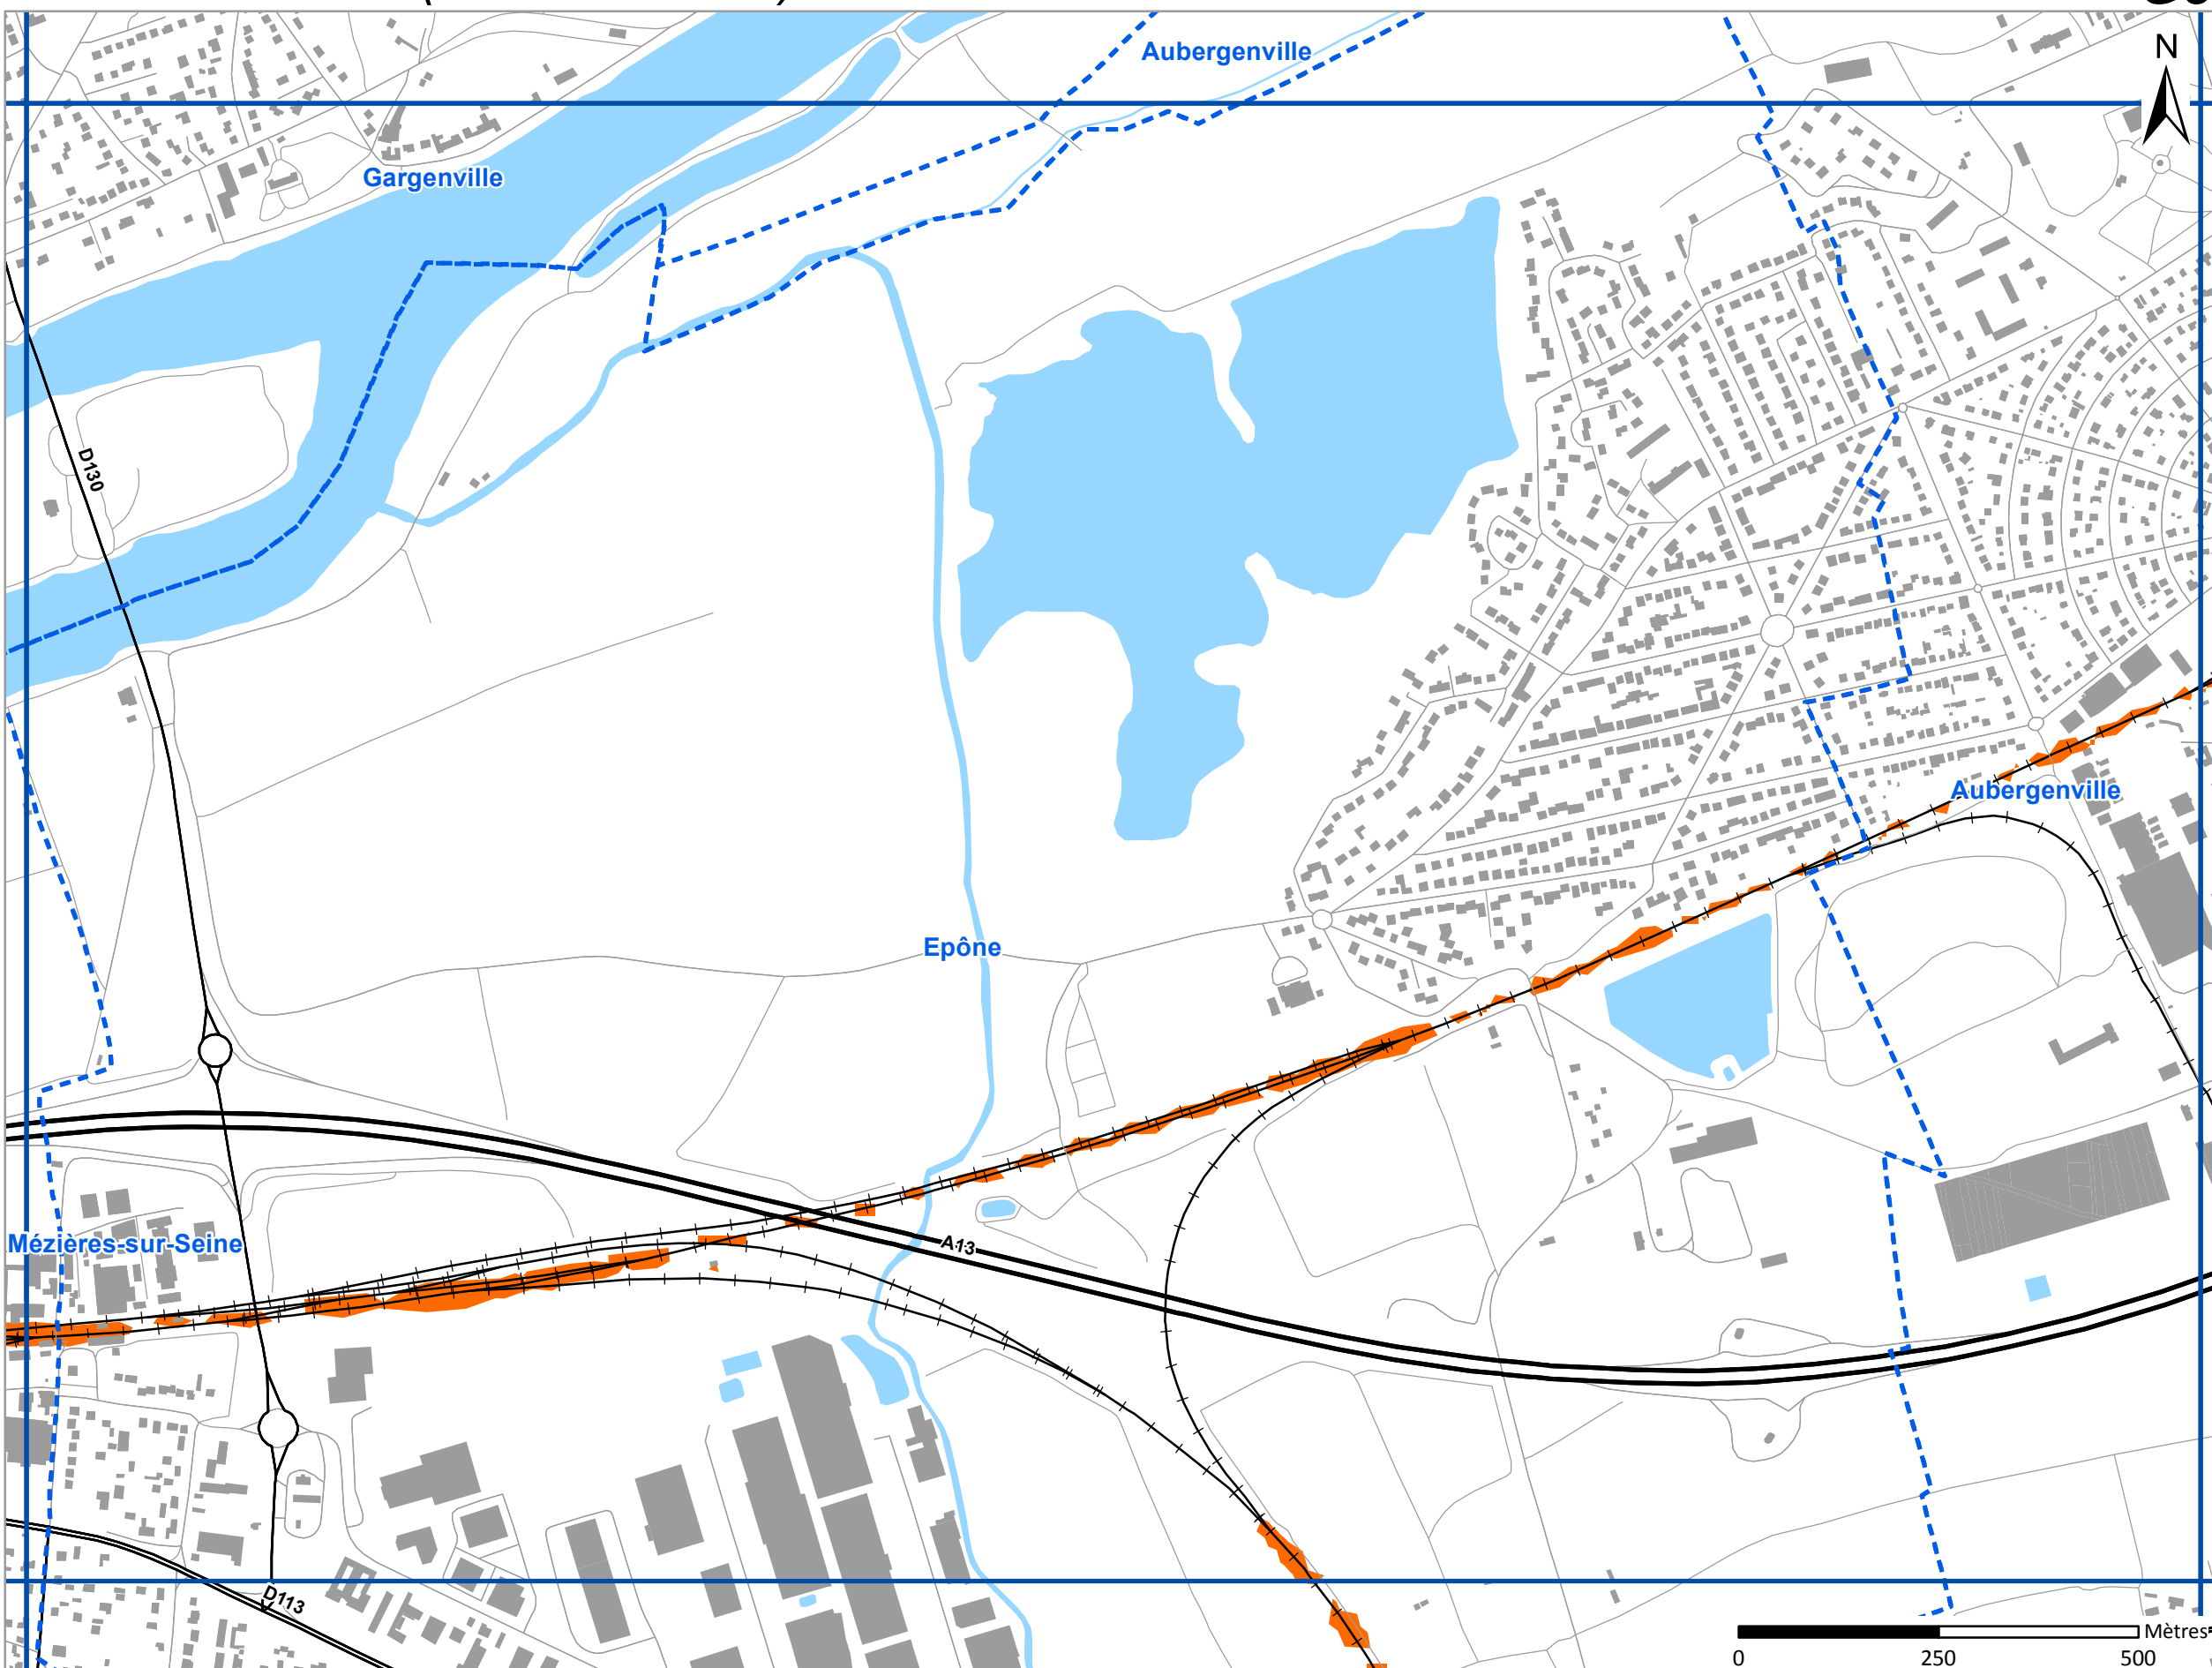 Aubergenville
N
Gargenville
D130
Aubergenville
Epône
A13
Mézières-sur-Seine
D113
Mètres
0 250 500